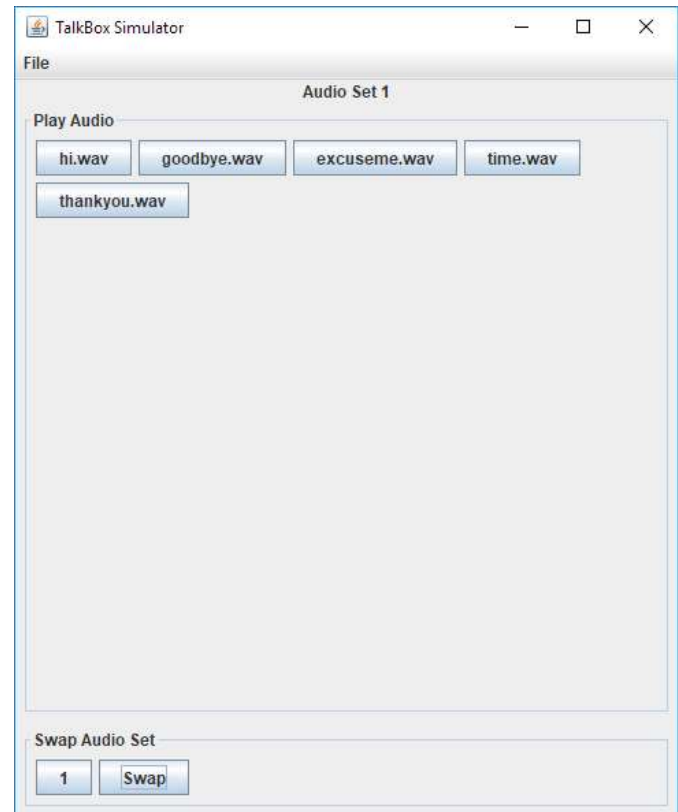 TalkBox Simulator
File
Audio Set 1
Play Audio
hi.wav goodbye.wav excuseme.wav time.wav
thankyou.wav
Swap Audio Set
1 Swap